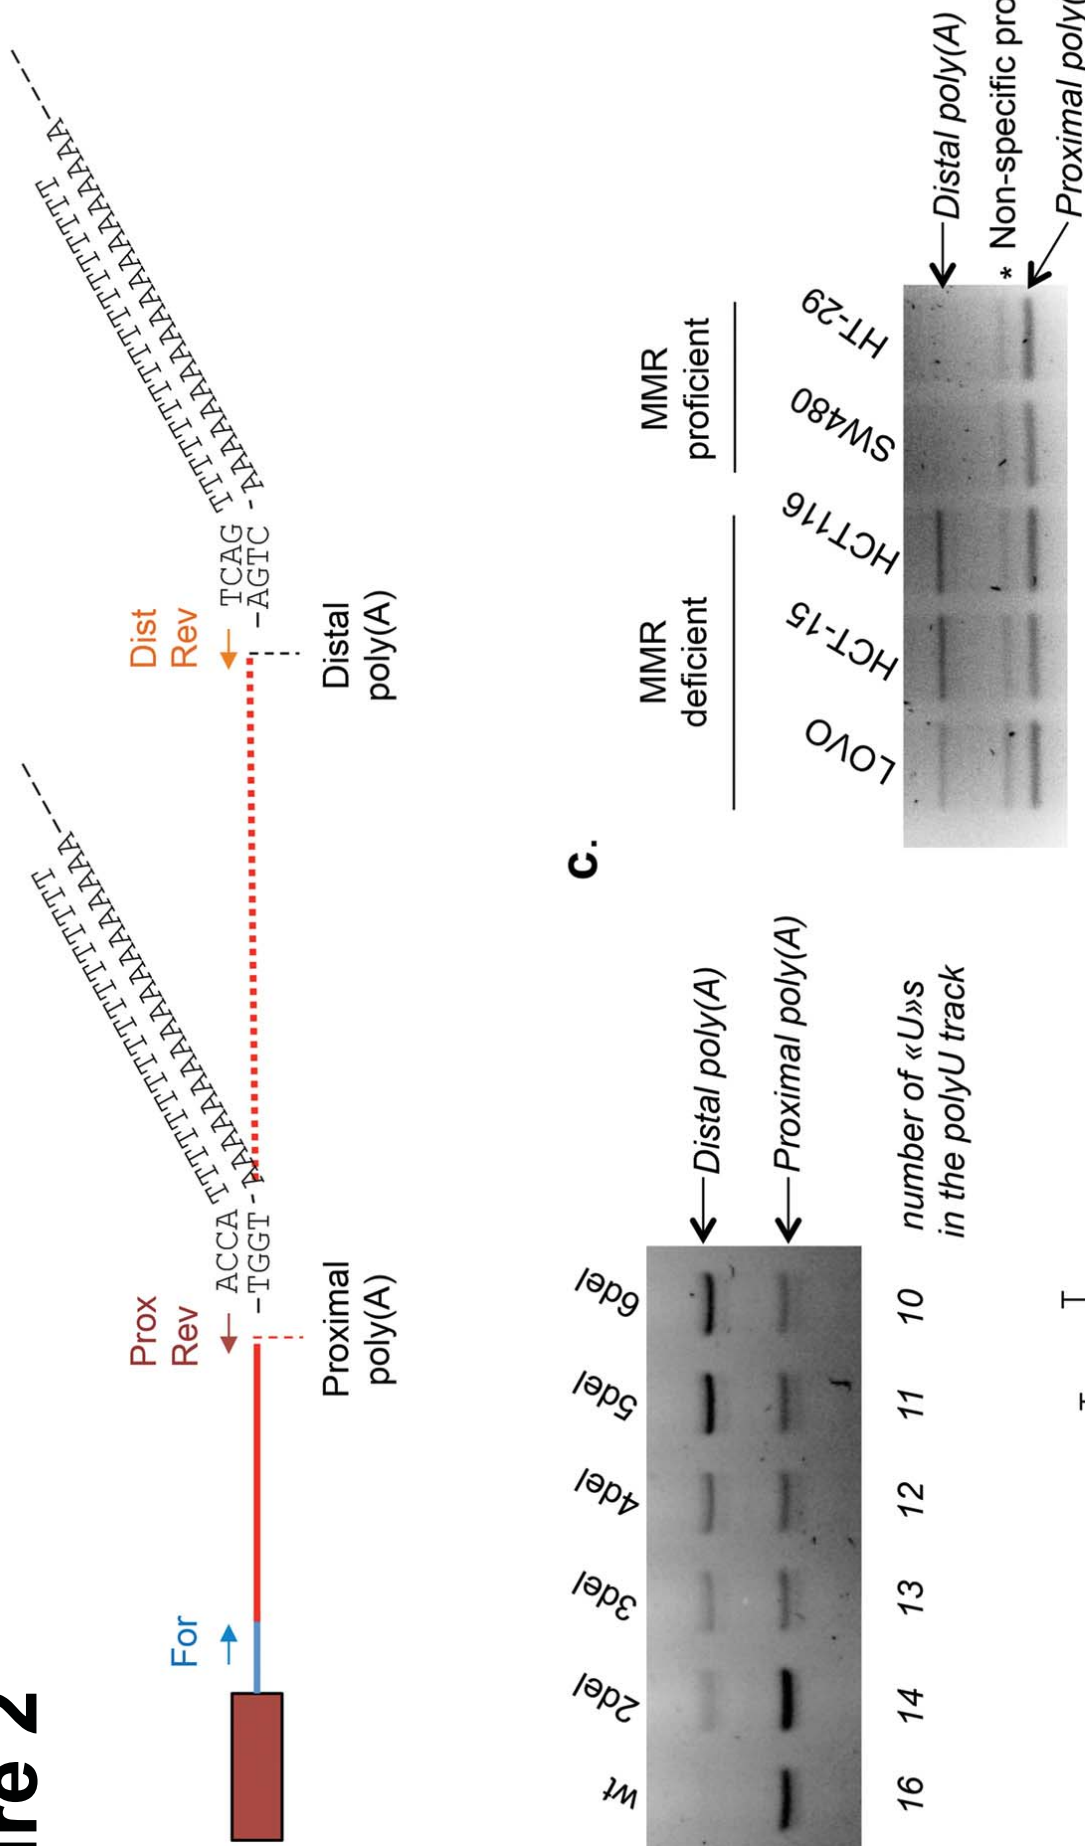 re 2
For
Prox
Rev
ACCA
–TGGT-
Proximal
poly(A)
Dist
Rev
TCAG
–AGTC
Distal
poly(A)
wt
2del
3del
4del
5del
6del
Distal poly(A)
Proximal poly(A)
16 14 13 12 11 10
number of «U»s
in the polyU track
c.
MMR
deficient
MMR
proficient
LOVO
HCT-15
HCT116
SW480
HT-29
Distal poly(A)
* Non-specific pro
Proximal poly(